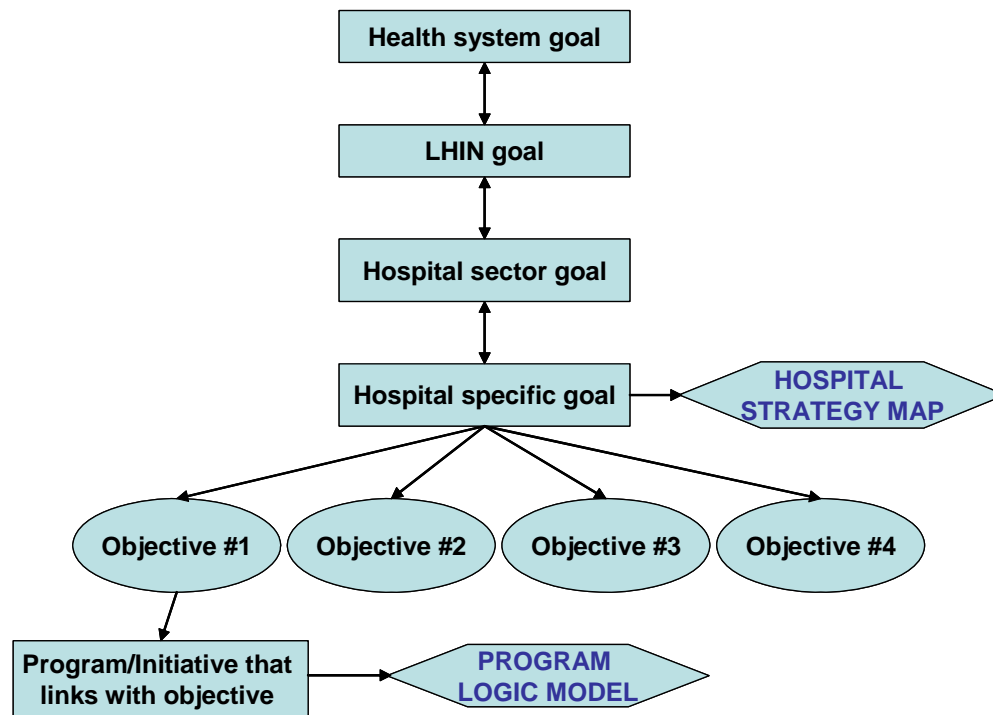 Health system goal
LHIN goal
Hospital sector goal
Hospital specific goal
HOSPITAL
STRATEGY MAP
Objective #1
Objective #2
Objective #3
Objective #4
Program/Initiative that
links with objective
PROGRAM
LOGIC MODEL